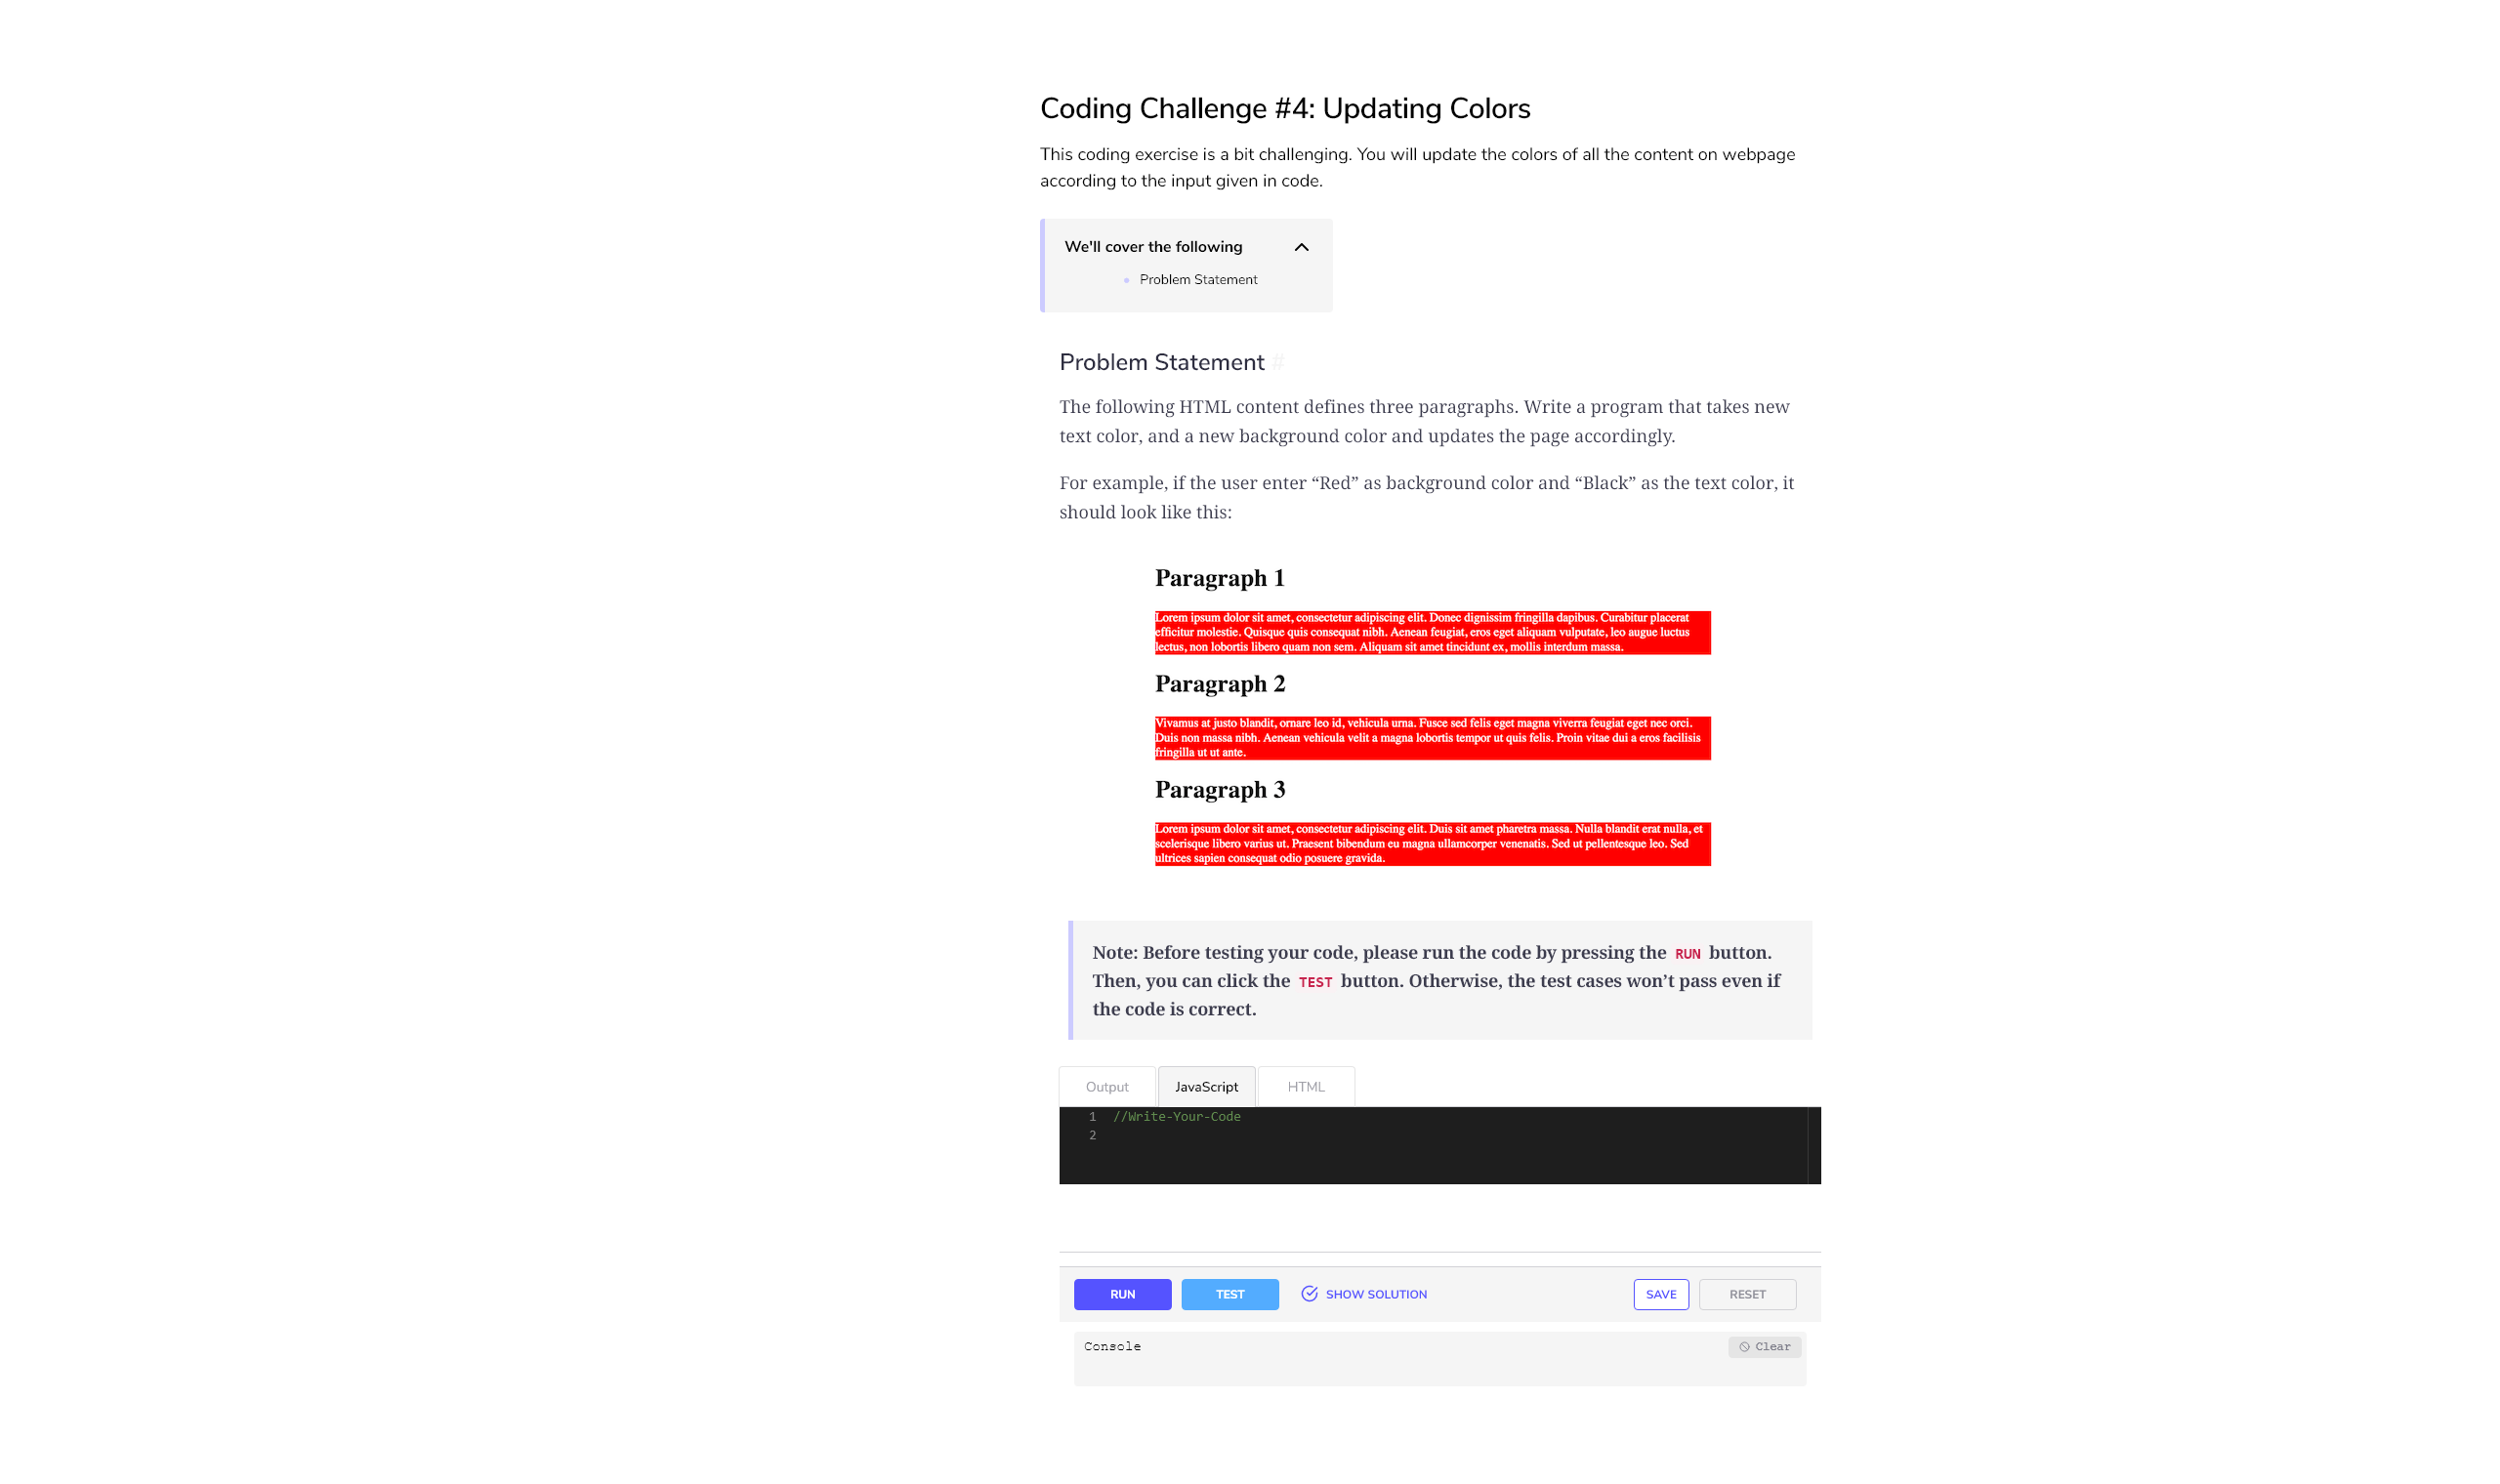 Coding Challenge #4: Updating Colors
This coding exercise is a bit challenging. You will update the colors of all the content on webpage
according to the input given in code.
We'll cover the following
Problem Statement
Problem Statement #
The following HTML content defines three paragraphs. Write a program that takes new
text color, and a new background color and updates the page accordingly.
For example, if the user enter “Red” as background color and “Black” as the text color, it
should look like this:
Paragraph 1
Lorem ipsum dolor sit amet, consectetur adipiscing elit. Donec dignissim fringilla dapibus. Curabitur placerat
efficitur molestie. Quisque quis consequat nibh. Aenean feugiat, eros eget aliquam vulputate, leo augue luctus
lectus, non lobortis libero quam non sem. Aliquam sit amet tincidunt ex, mollis interdum massa.
Paragraph 2
Vivamus at justo blandit, ornare leo id, vehicula urna. Fusce sed felis eget magna viverra feugiat eget nec orci.
Duis non massa nibh. Aenean vehicula velit a magna lobortis tempor ut quis felis. Proin vitae dui a eros facilisis
fringilla ut ut ante.
Paragraph 3
Lorem ipsum dolor sit amet, consectetur adipiscing elit. Duis sit amet pharetra massa. Nulla blandit erat nulla, et
scelerisque libero varius ut. Praesent bibendum eu magna ullamcorper venenatis. Sed ut pellentesque leo. Sed
ultrices sapien consequat odio posuere gravida.
Note: Before testing your code, please run the code by pressing the RUN button.
Then, you can click the TEST button. Otherwise, the test cases won’t pass even if
the code is correct.
Output JavaScript HTML
1 //Write-Your-Code
2
RUN TEST SHOW SOLUTION SAVE RESET
Console Clear